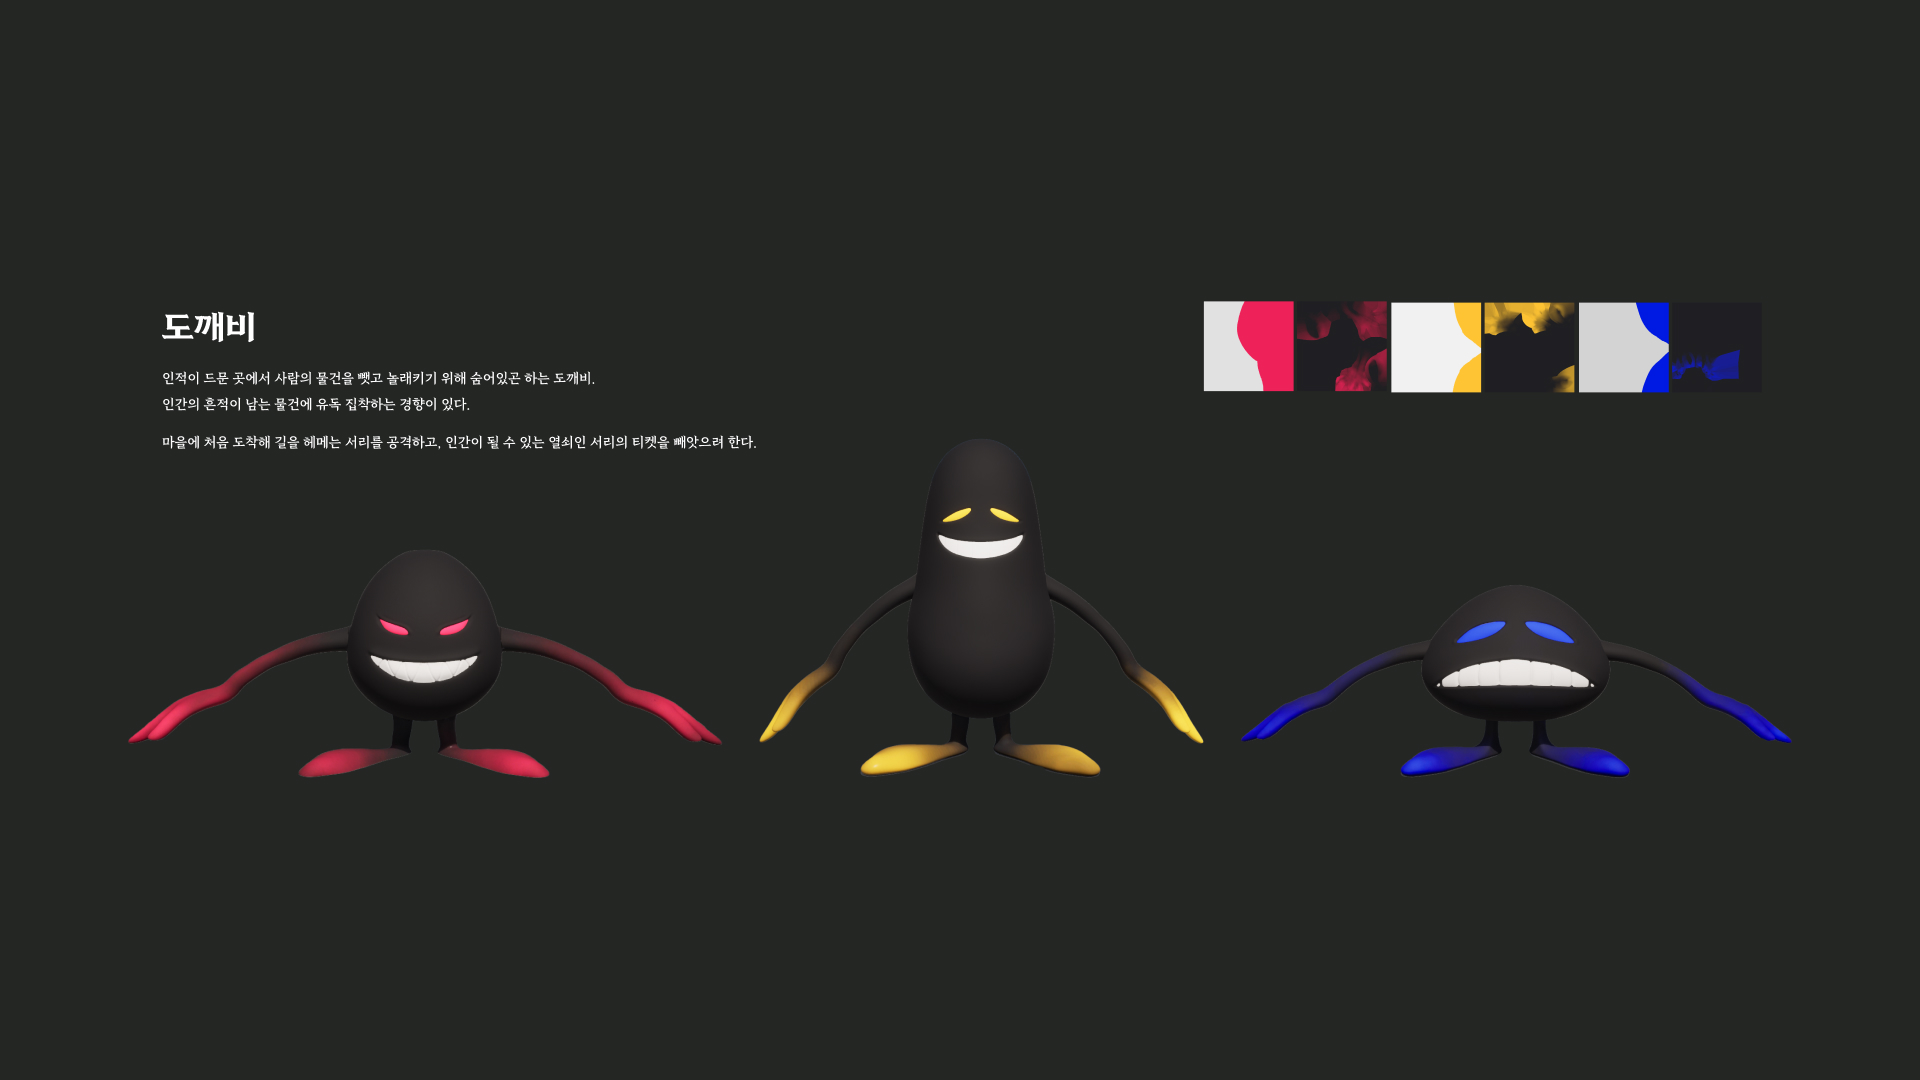 도깨비
인적이 드문 곳에서 사람의 물건을 뺏고 놀래키기 위해 숨어있곤 하는 도깨비.
인간의 흔적이 남는 물건에 유독 집착하는 경향이 있다.
마을에 처음 도착해 길을 헤메는 서리를 공격하고, 인간이 될 수 있는 열쇠인 서리의 티켓을 빼앗으려 한다.